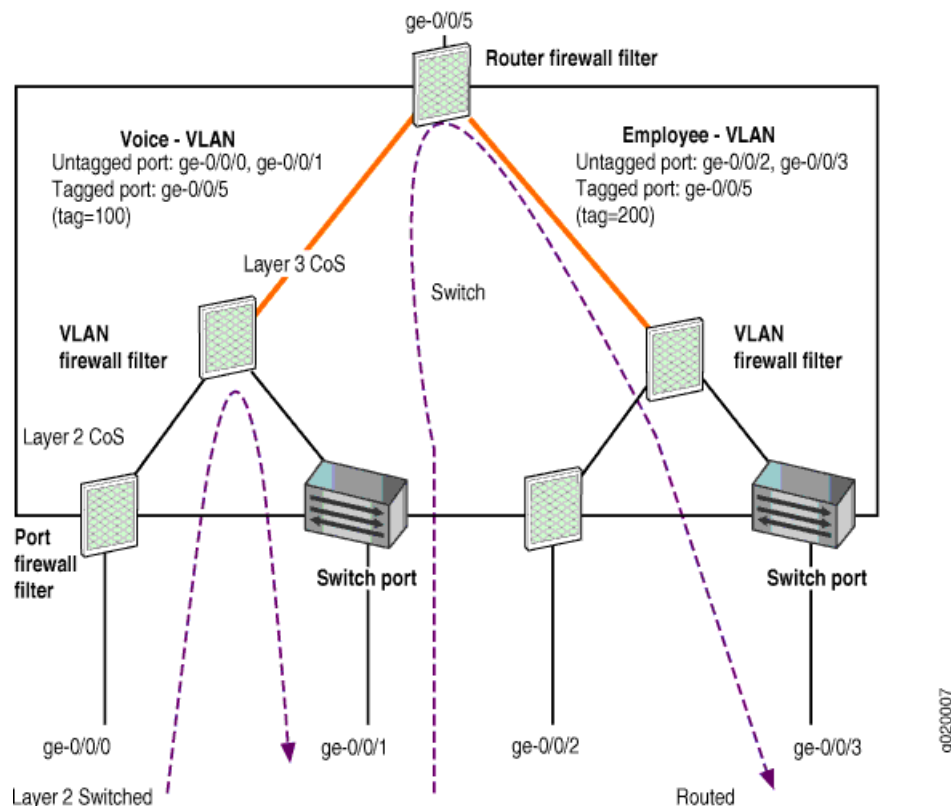 ge-0/0/5
Router firewall filter
Voice - VLAN
Untagged port: ge-0/0/0, ge-0/0/1
Tagged port: ge-0/0/5
(tag=100)
Employee - VLAN
Untagged port: ge-0/0/2, ge-0/0/3
Tagged port: ge-0/0/5
(tag=200)
Layer 3 CoS
Switch
VLAN
firewall filter
VLAN
firewall filter
Layer 2 CoS
Port
firewall
filter
Switch port
Switch port
ge-0/0/0
ge-0/0/1
ge-0/0/2
ge-0/0/3
Layer 2 Switched
Routed
g020007